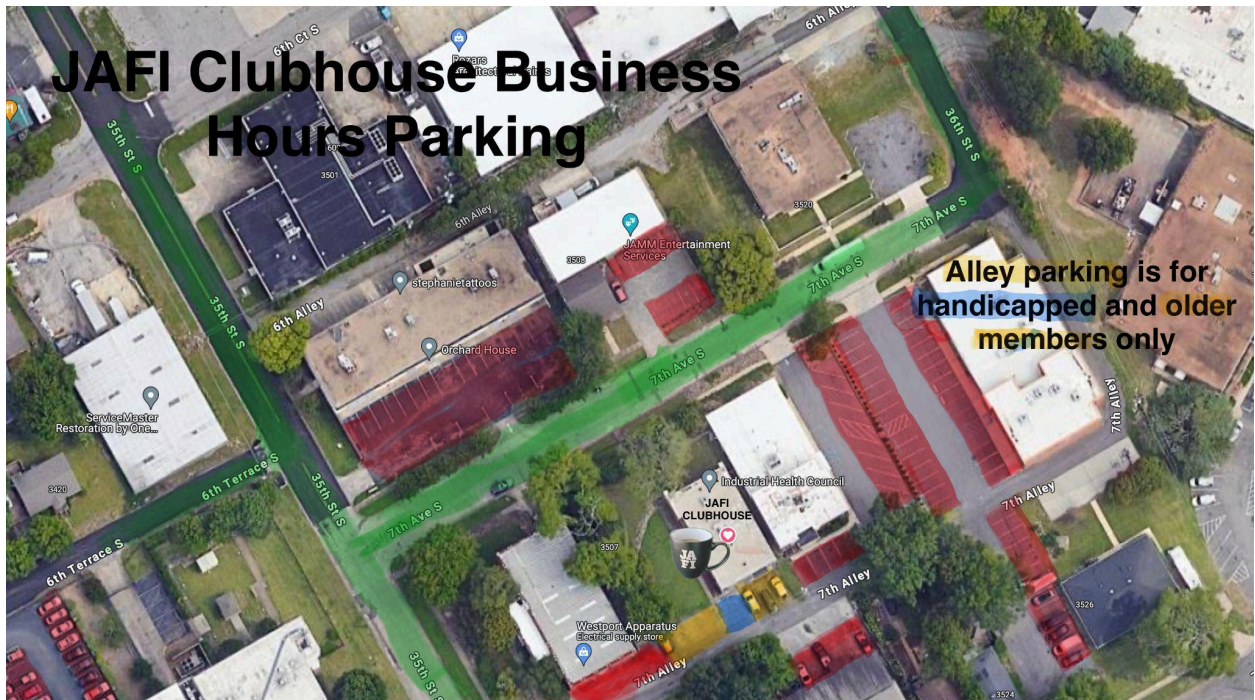 JAFI Clubhouse Business
Hours Parking
6th Ct S
6th Alley
35th St S
3501
36th St S
7th Ave S
3520
JAMM Entertainment
Services
3508
6th Alley
stephanietattoos
6th Alley
35th St S
7th Ave S
Alley parking is for
handicapped and older
members only
Orchard House
7th Ave S
ServiceMaster
Restoration by One...
7th Alley
6th Terrace S
3420
35th St S
Industrial Health Council
7th Alley
JAFI
CLUBHOUSE
7th Ave S
JA
FI
3507
6th Terrace S
7th Alley
3526
Westport Apparatus
Electrical supply store
7th Alley
35th St S
3524